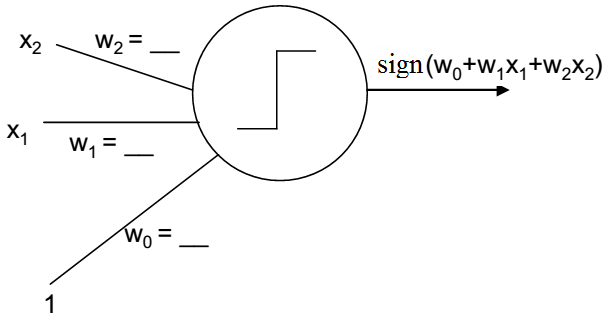 x₂
w₂ = __
sign(w₀+w₁x₁+w₂x₂)
x₁
w₁ = __
w₀ = __
1